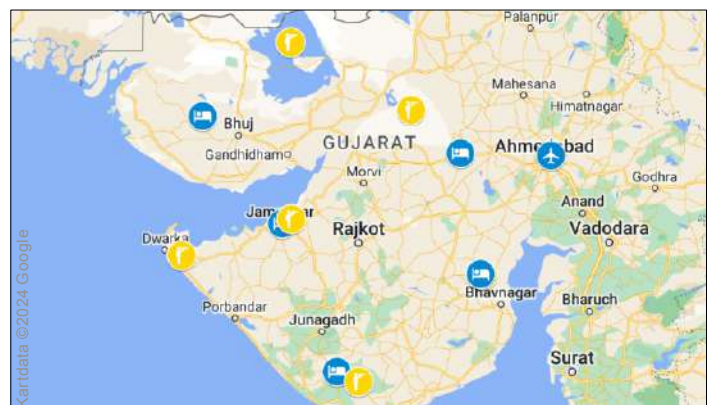 Palanpur
Mahesana
Himatnagar
Bhuj
GUJARAT
Gandhidham
Morvi
Godhra
Anand
Dwarka
Rajkot
Vadodara
Porbandar
Junagadh
Bhavnagar
Bharuch
Surat
Kartdata ©2024 Google